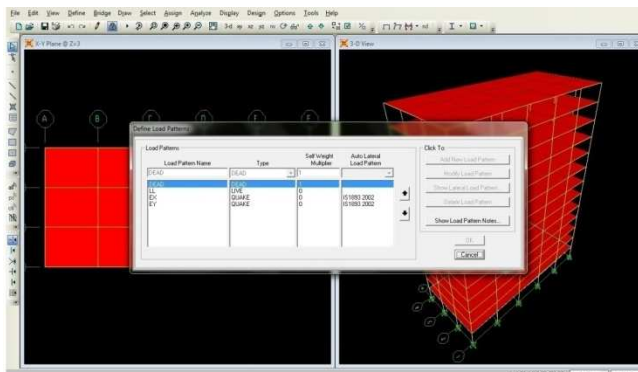 File Edit View Define Bridge Draw Select Assign Analyze Display Design Options Tools Help
X-Y Plane @ Z=3
3-D View
A B C D E F
Define Load Patterns
Load Patterns
Click To:
Load Pattern Name Type Self Weight Multiplier Auto Lateral Load Pattern
DEAD DEAD 1
DEAD DEAD 1
LL LIVE 0
EX QUAKE 0 IS1893 2002
EY QUAKE 0 IS1893 2002
Add New Load Pattern
Modify Load Pattern
Show Lateral Load Pattern...
Delete Load Pattern
Show Load Pattern Notes...
OK
Cancel